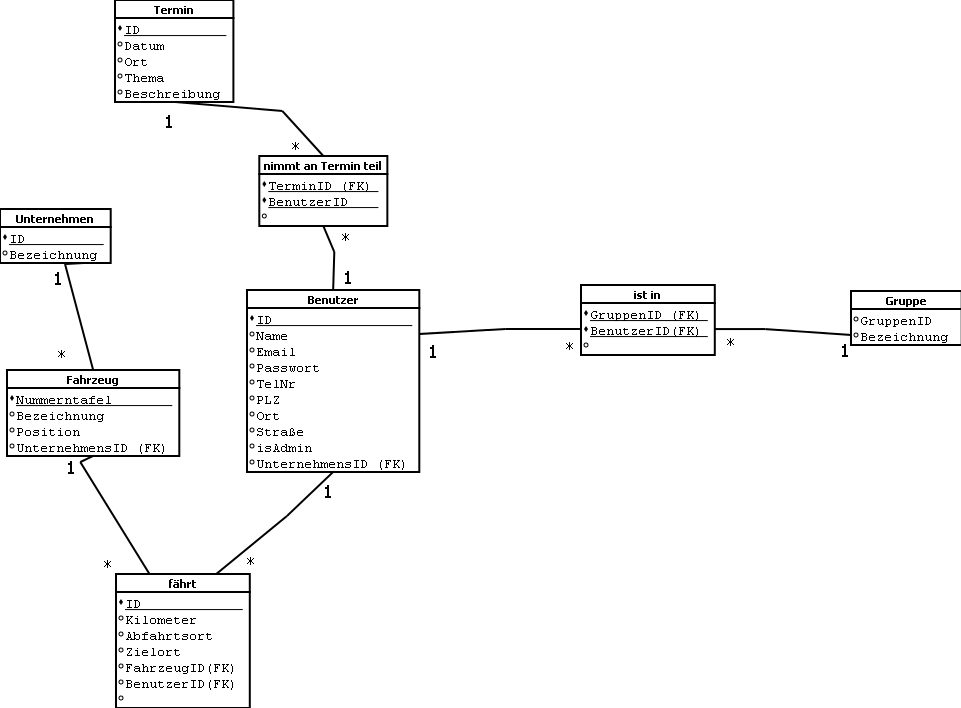 Termin
ID
Datum
Ort
Thema
Beschreibung
1
*
nimmt an Termin teil
TerminID (FK)
BenutzerID
*
1
Unternehmen
ID
Bezeichnung
1
*
Fahrzeug
Nummerntafel
Bezeichnung
Position
UnternehmensID (FK)
1
*
Benutzer
ID
Name
Email
Passwort
TelNr
PLZ
Ort
Straße
isAdmin
UnternehmensID (FK)
1
*
1
*
ist in
GruppenID (FK)
BenutzerID(FK)
*
1
Gruppe
GruppenID
Bezeichnung
fährt
ID
Kilometer
Abfahrtsort
Zielort
FahrzeugID(FK)
BenutzerID(FK)